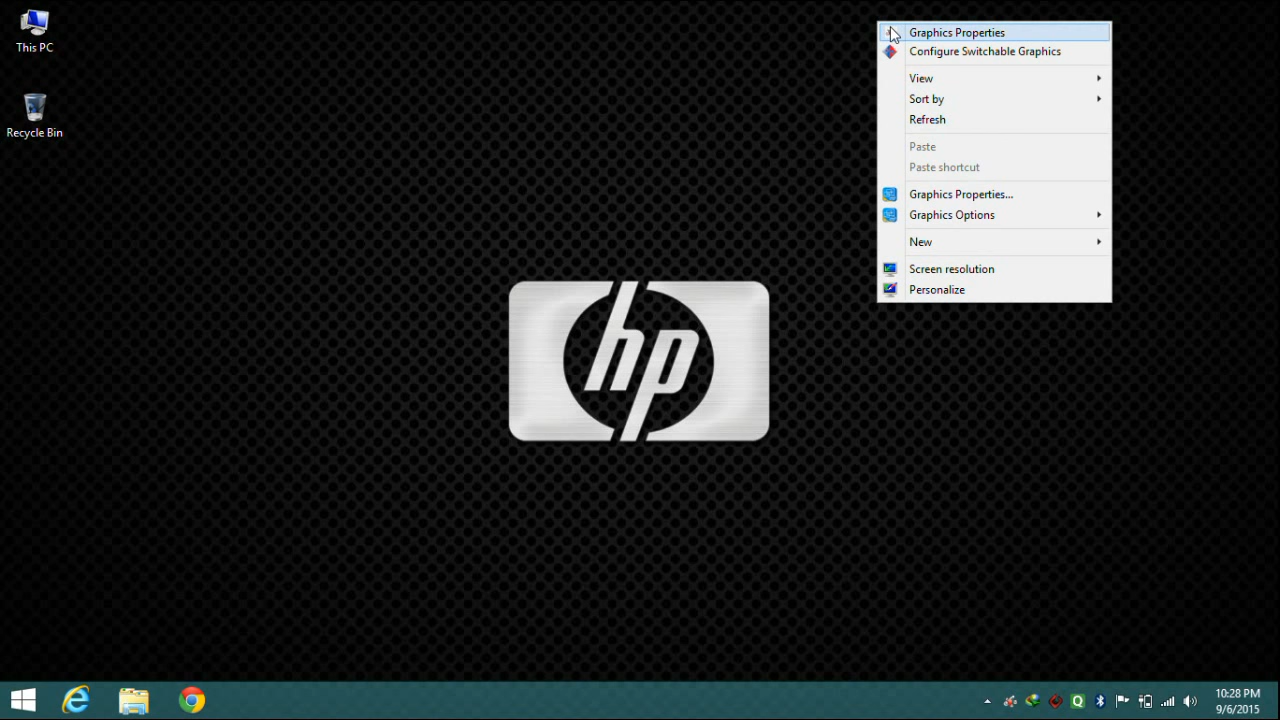 This PC
Recycle Bin
Graphics Properties
Configure Switchable Graphics
View
Sort by
Refresh
Paste
Paste shortcut
Graphics Properties...
Graphics Options
New
Screen resolution
Personalize
hp
10:28 PM
9/6/2015